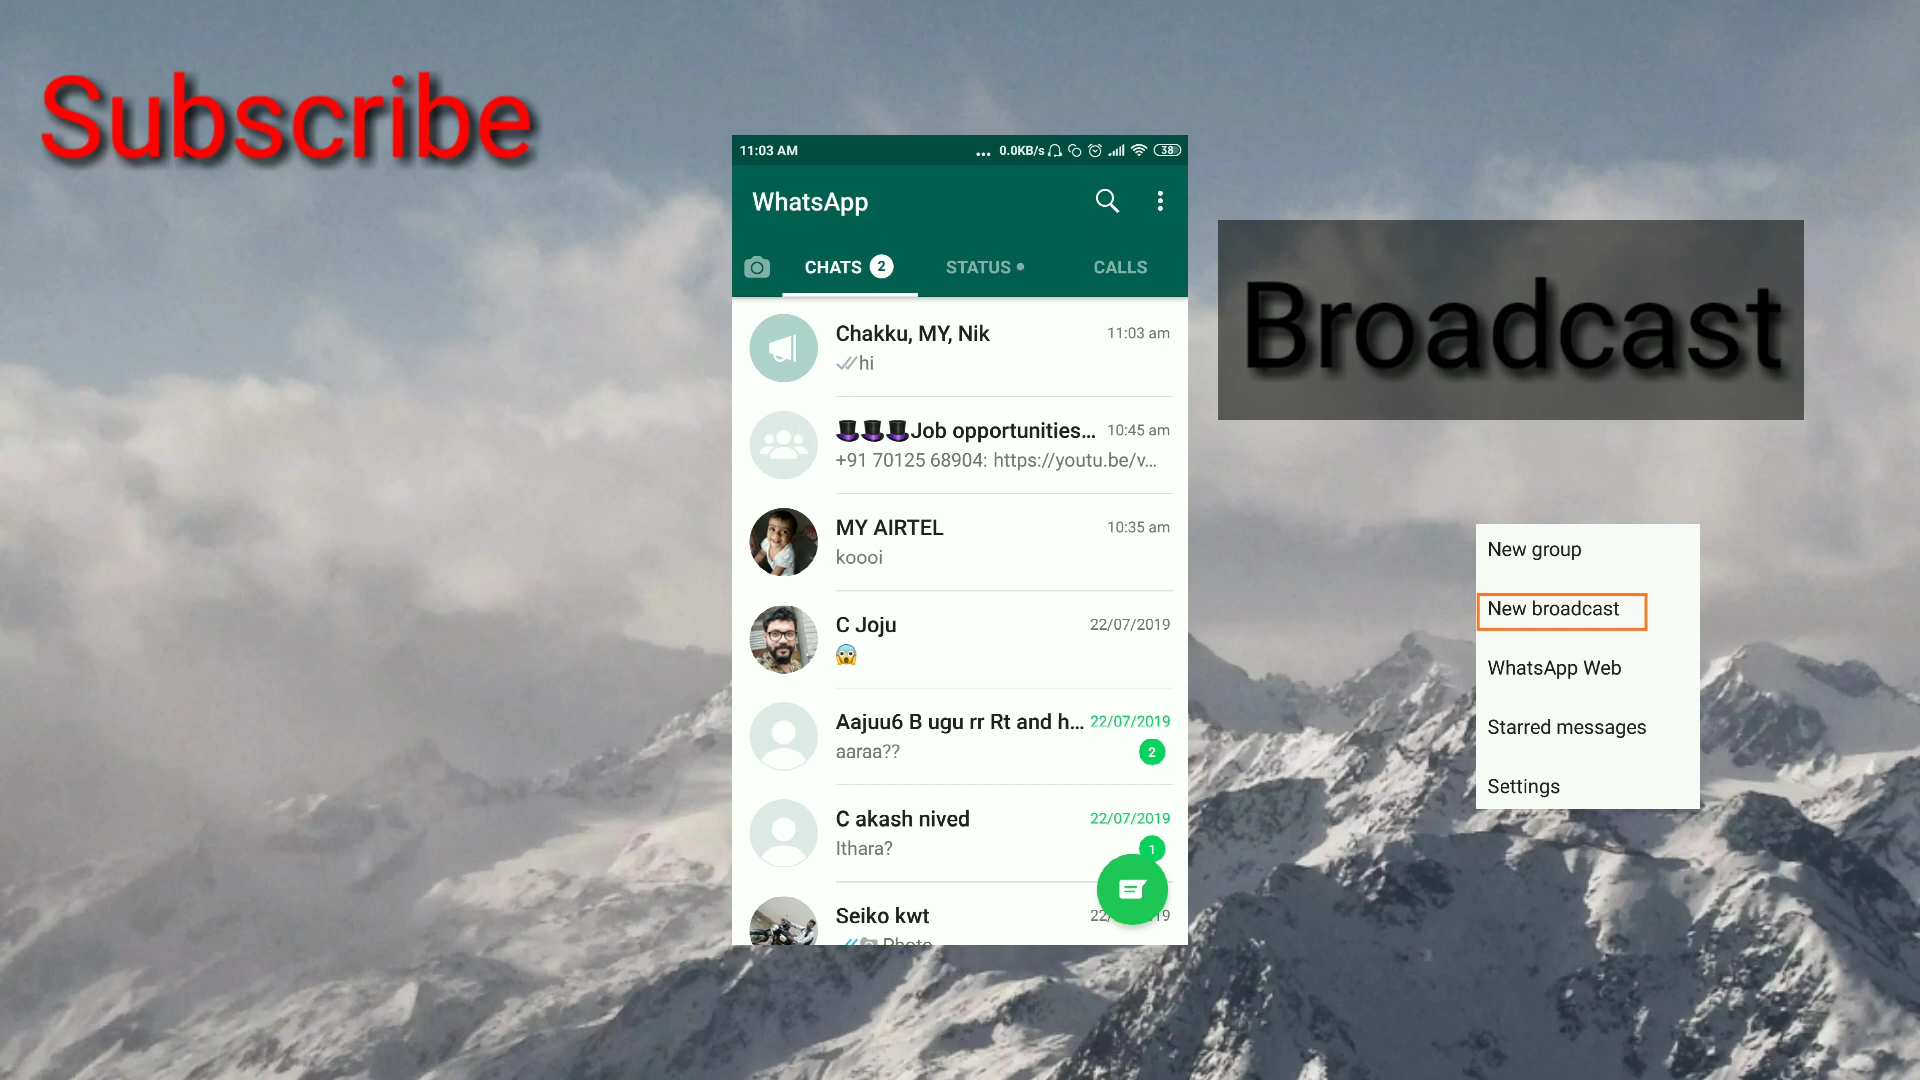 Subscribe
11:03 AM
... 0.0KB/s 38
WhatsApp
CHATS 2 STATUS • CALLS
Chakku, MY, Nik 11:03 am
hi
🎩🎩🎩Job opportunities... 10:45 am
+91 70125 68904: https://youtu.be/v...
MY AIRTEL 10:35 am
koooi
C Joju 22/07/2019
😱
Aajuu6 B ugu rr Rt and h... 22/07/2019
aaraa?? 2
C akash nived 22/07/2019
Ithara? 1
Seiko kwt
Photo
Broadcast
New group
New broadcast
WhatsApp Web
Starred messages
Settings